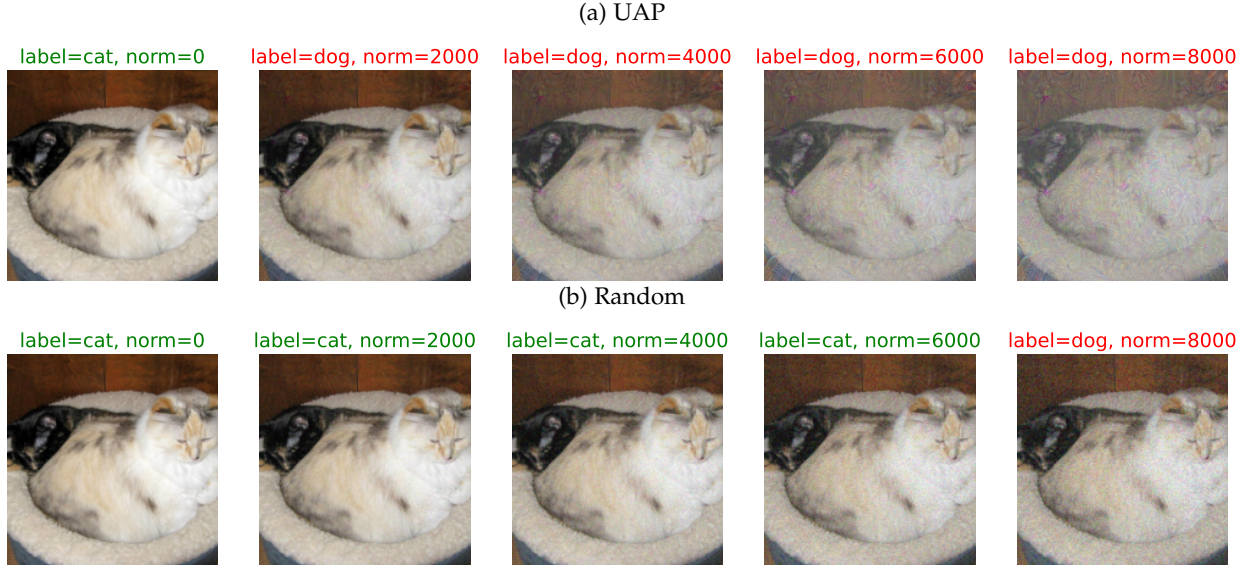 (a) UAP
label=cat, norm=0
label=dog, norm=2000
label=dog, norm=4000
label=dog, norm=6000
label=dog, norm=8000
(b) Random
label=cat, norm=0
label=cat, norm=2000
label=cat, norm=4000
label=cat, norm=6000
label=dog, norm=8000